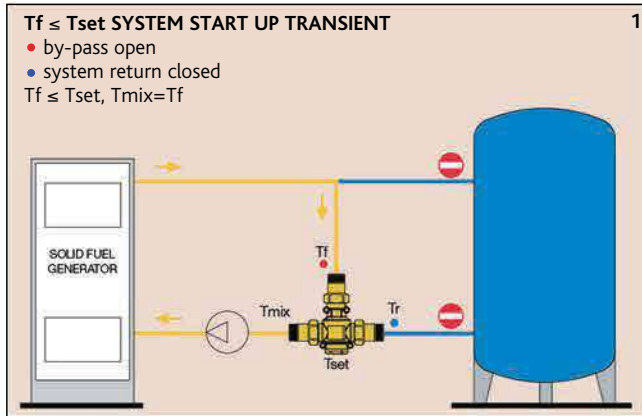 Tf ≤ Tset SYSTEM START UP TRANSIENT
1
• by-pass open
• system return closed
Tf ≤ Tset, Tmix=Tf
SOLID FUEL
GENERATOR
Tf
Tmix
Tr
Tset